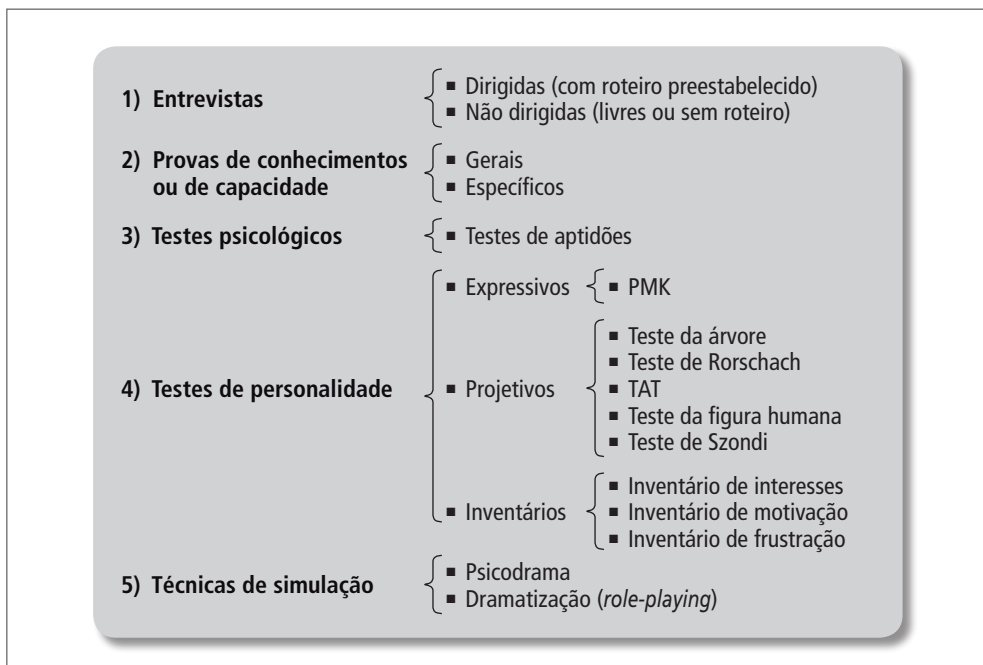 1) Entrevistas
▪ Dirigidas (com roteiro preestabelecido)
▪ Não dirigidas (livres ou sem roteiro)
2) Provas de conhecimentos
ou de capacidade
▪ Gerais
▪ Específicos
3) Testes psicológicos
▪ Testes de aptidões
4) Testes de personalidade
▪ Expressivos
▪ PMK
▪ Projetivos
▪ Teste da árvore
▪ Teste de Rorschach
▪ TAT
▪ Teste da figura humana
▪ Teste de Szondi
▪ Inventários
▪ Inventário de interesses
▪ Inventário de motivação
▪ Inventário de frustração
5) Técnicas de simulação
▪ Psicodrama
▪ Dramatização (role-playing)